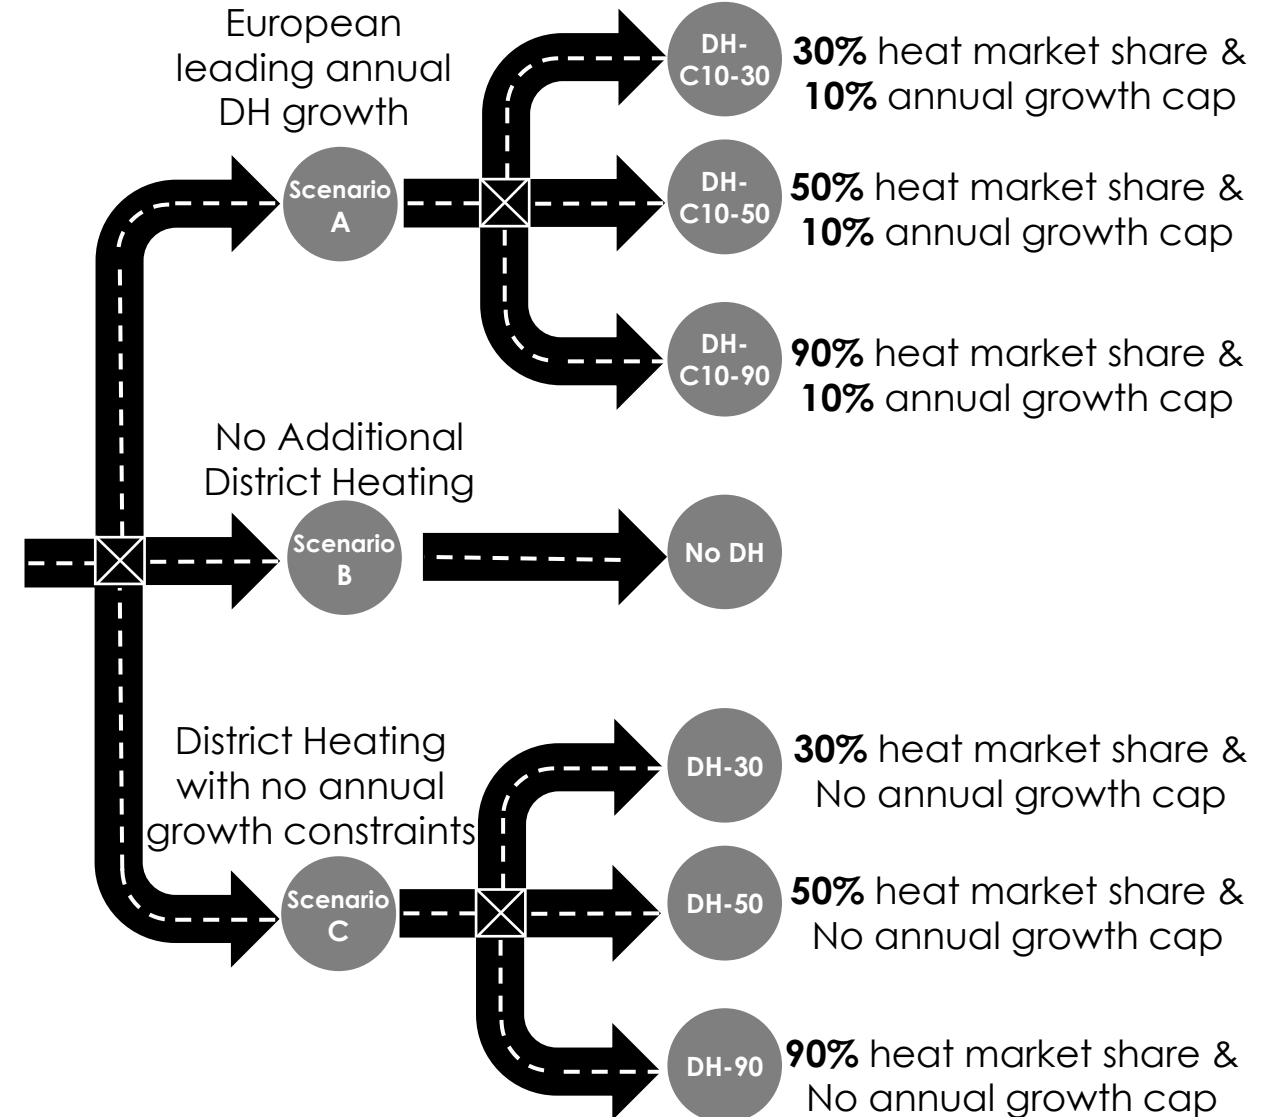 European
leading annual
DH growth
Scenario
A
DH-
C10-30
30% heat market share &
10% annual growth cap
DH-
C10-50
50% heat market share &
10% annual growth cap
DH-
C10-90
90% heat market share &
10% annual growth cap
No Additional
District Heating
Scenario
B
No DH
District Heating
with no annual
growth constraints
Scenario
C
DH-30
30% heat market share &
No annual growth cap
DH-50
50% heat market share &
No annual growth cap
DH-90
90% heat market share &
No annual growth cap